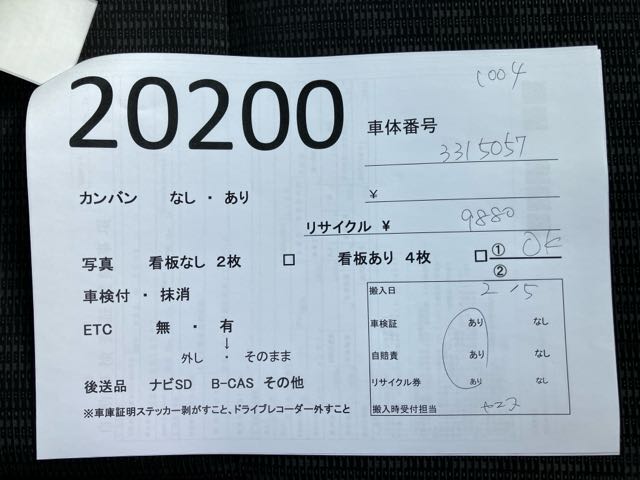 20200
1004
車体番号
3315057
カンバン なし ・ あり
¥
リサイクル ¥ 9880
写真 看板なし 2枚 □ 看板あり 4枚 □ ① OK
②
車検付 ・ 抹消
ETC 無 ・ 有
↓
外し ・ そのまま
後送品 ナビSD B-CAS その他
※車庫証明ステッカー剥がすこと、ドライブレコーダー外すこと
搬入日 2 15
車検証 あり なし
自賠責 あり なし
リサイクル券 あり なし
搬入時受付担当